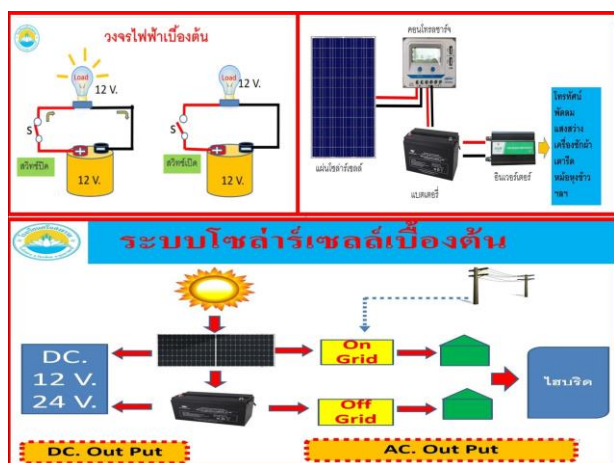 วงจรไฟฟ้าเบื้องต้น
Load
12 V.
S
สวิทซ์ปิด
12 V.
Load
12 V.
S
สวิทซ์เปิด
12 V.
คอนโทรลชาร์จ
แผ่นโซล่าร์เซลล์
แบตเตอรี่
อินเวอร์เตอร์
โทรทัศน์
พัดลม
แสงสว่าง
เครื่องซักผ้า
เตารีด
หม้อหุงข้าว
ฯลฯ
ระบบโซล่าร์เซลล์เบื้องต้น
DC.
12 V.
24 V.
On
Grid
Off
Grid
ไฮบริด
DC. Out Put
AC. Out Put